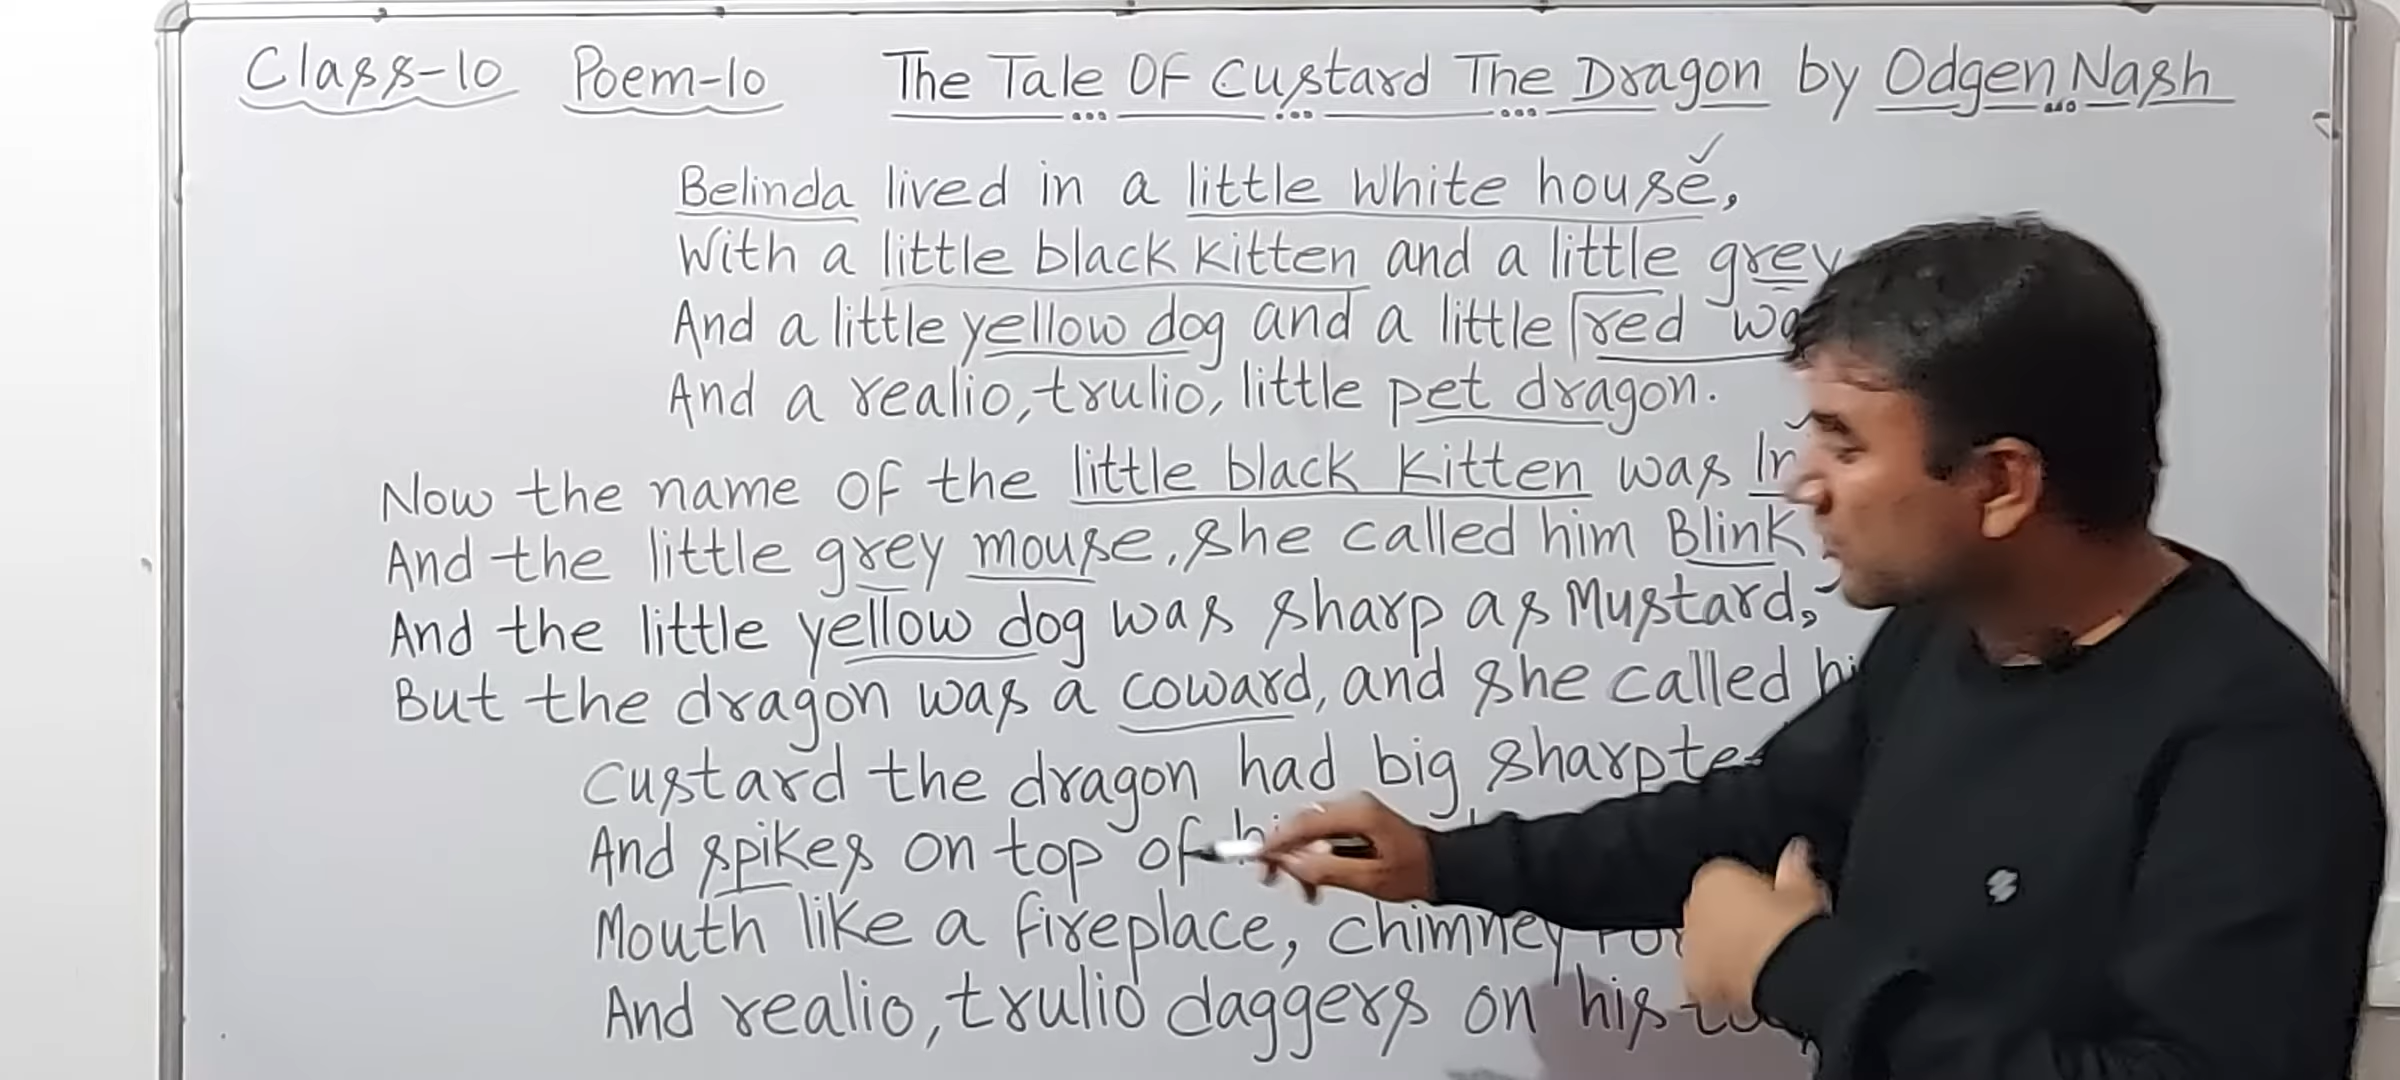 Class-10 Poem-10 The Tale Of Custard The Dragon by Odgen Nash
Belinda lived in a little white house,
With a little black kitten and a little grey
And a little yellow dog and a little red
And a realio, trulio, little pet dragon.
Now the name of the little black kitten was
And the little grey mouse, she called him Blink,
And the little yellow dog was sharp as Mustard,
But the dragon was a coward, and she called
Custard the dragon had big sharp
And spikes on top of
Mouth like a fireplace, chimney
And realio, trulio daggers on his